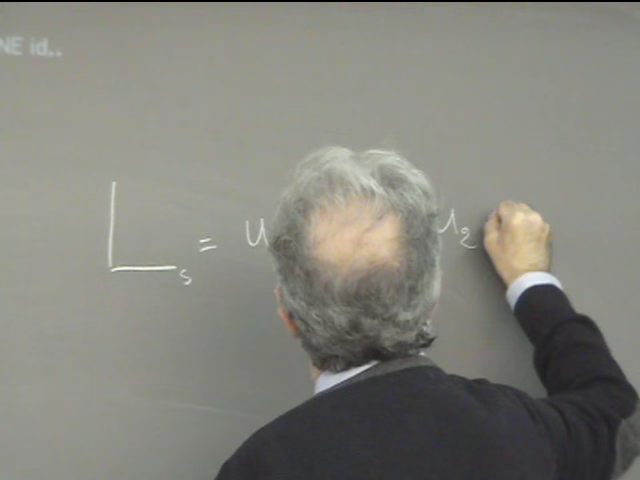 NE id..
L_s = u u_2